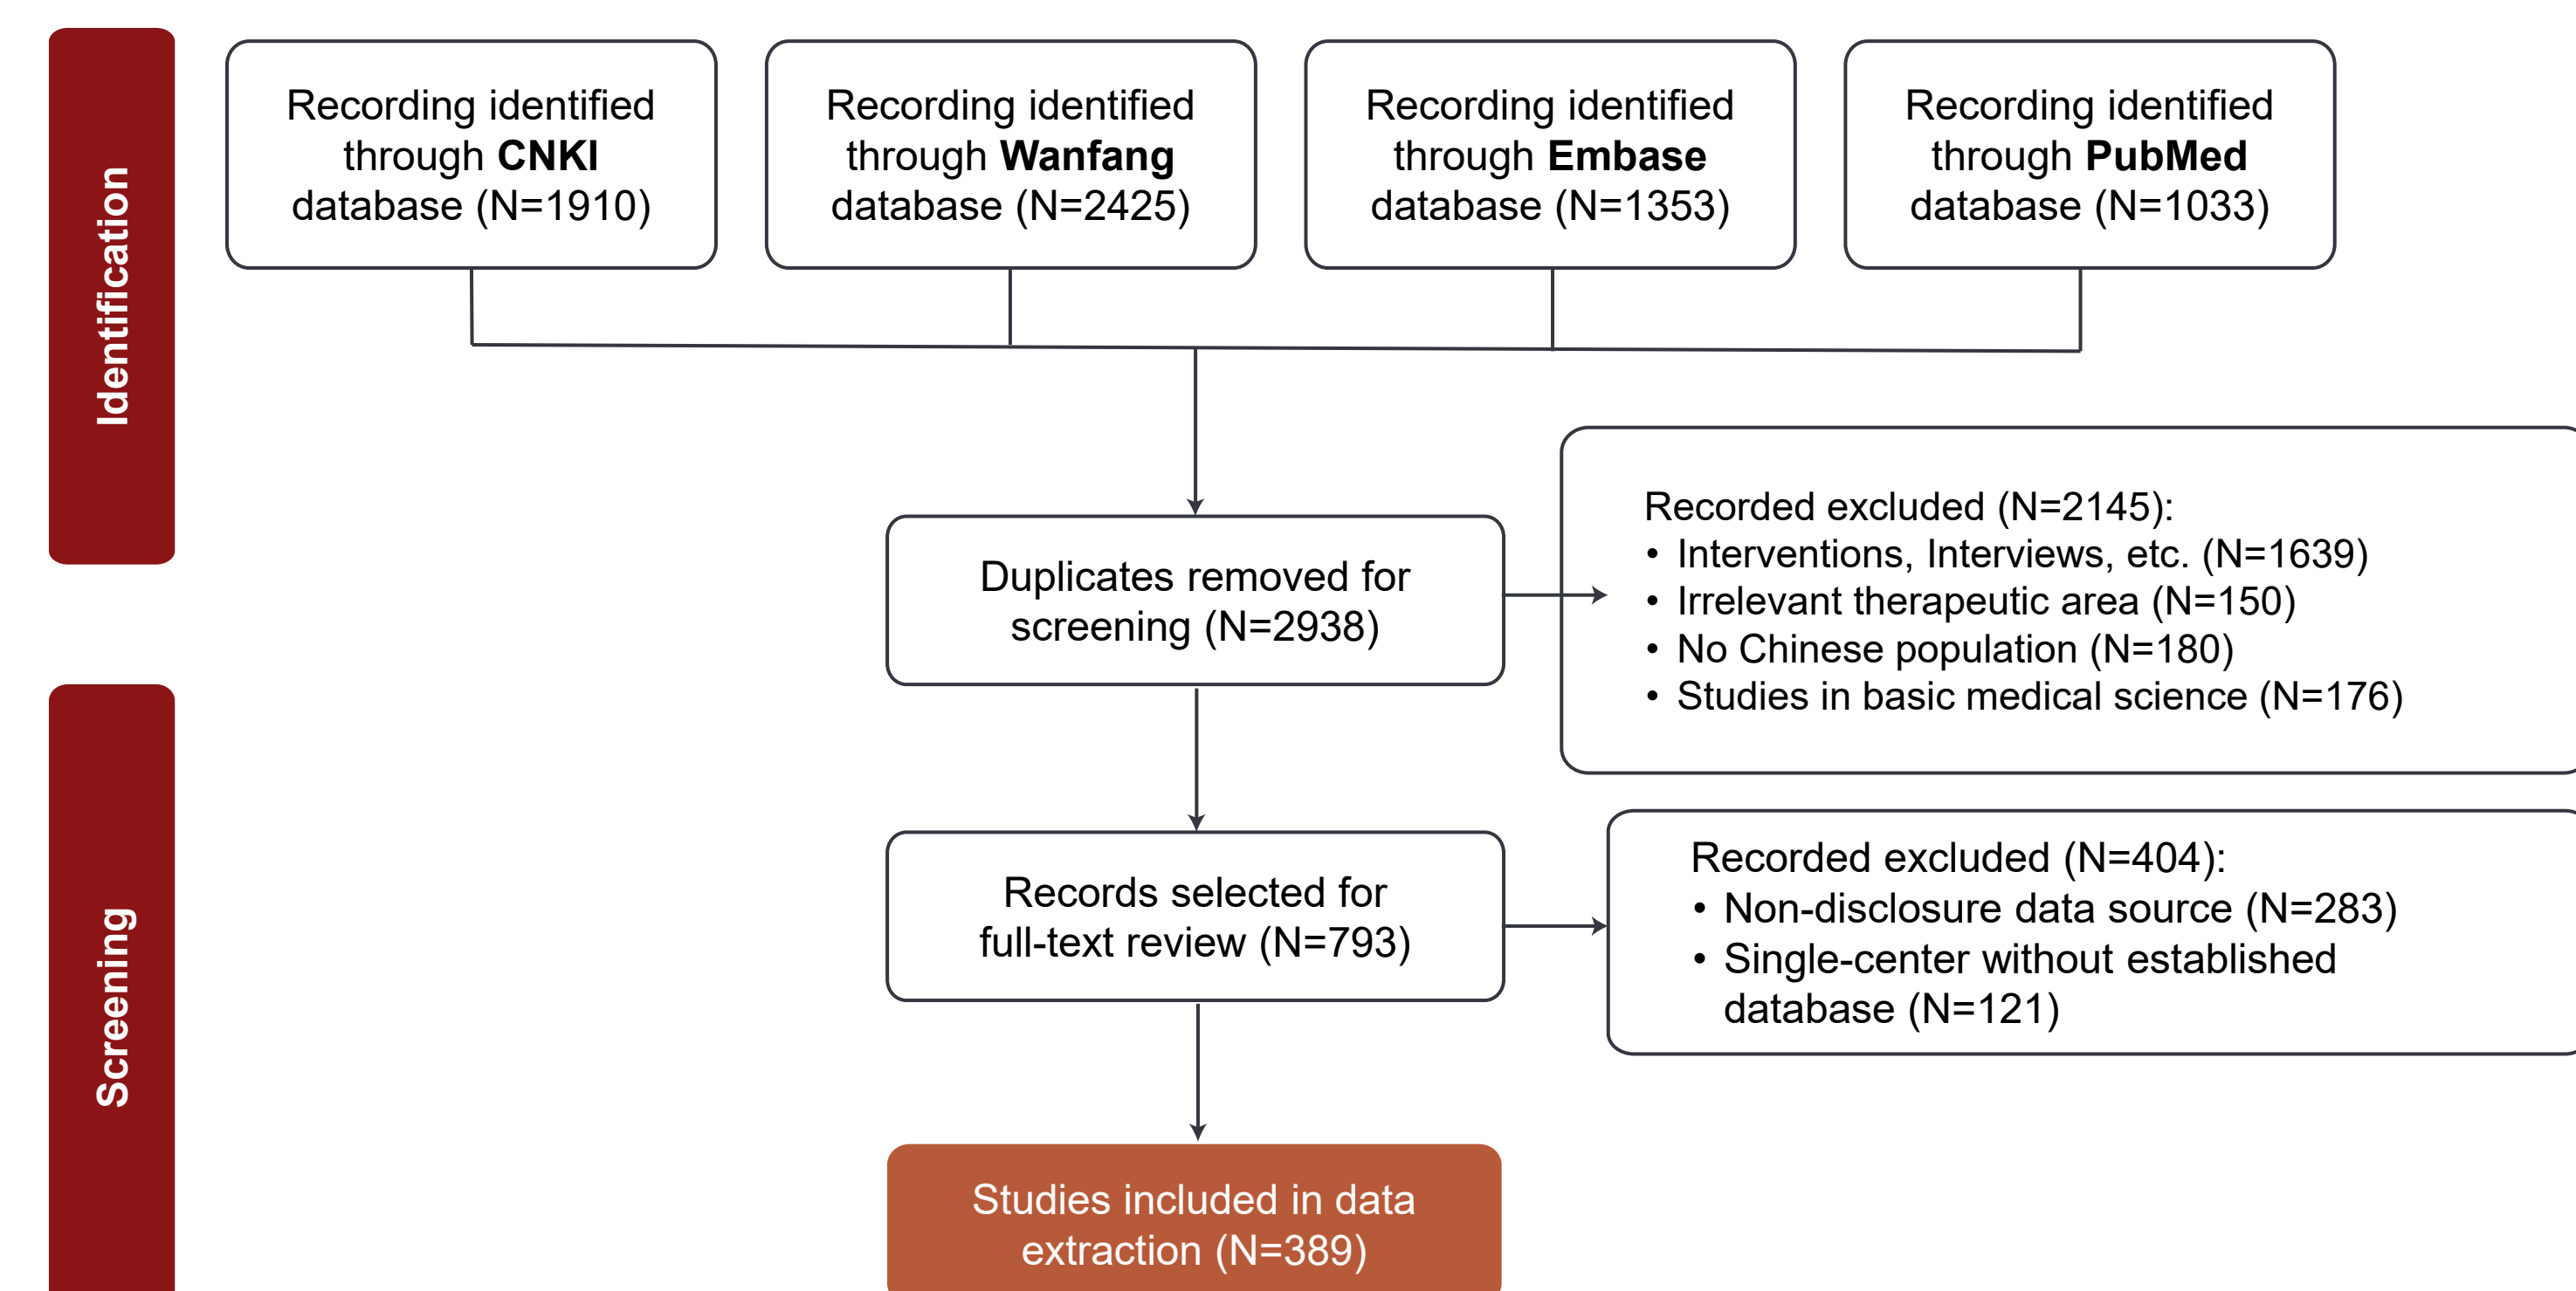 Identification
Recording identified
through CNKI
database (N=1910)
Recording identified
through Wanfang
database (N=2425)
Recording identified
through Embase
database (N=1353)
Recording identified
through PubMed
database (N=1033)
Duplicates removed for
screening (N=2938)
Recorded excluded (N=2145):
• Interventions, Interviews, etc. (N=1639)
• Irrelevant therapeutic area (N=150)
• No Chinese population (N=180)
• Studies in basic medical science (N=176)
Screening
Records selected for
full-text review (N=793)
Recorded excluded (N=404):
• Non-disclosure data source (N=283)
• Single-center without established
database (N=121)
Studies included in data
extraction (N=389)